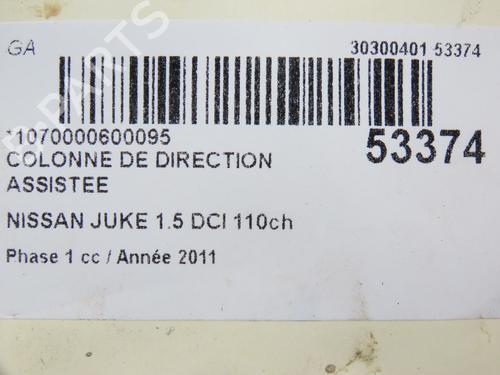 GA
30300401 53374
*1070000600095
53374
COLONNE DE DIRECTION
ASSISTEE
NISSAN JUKE 1.5 DCI 110ch
Phase 1 cc / Année 2011